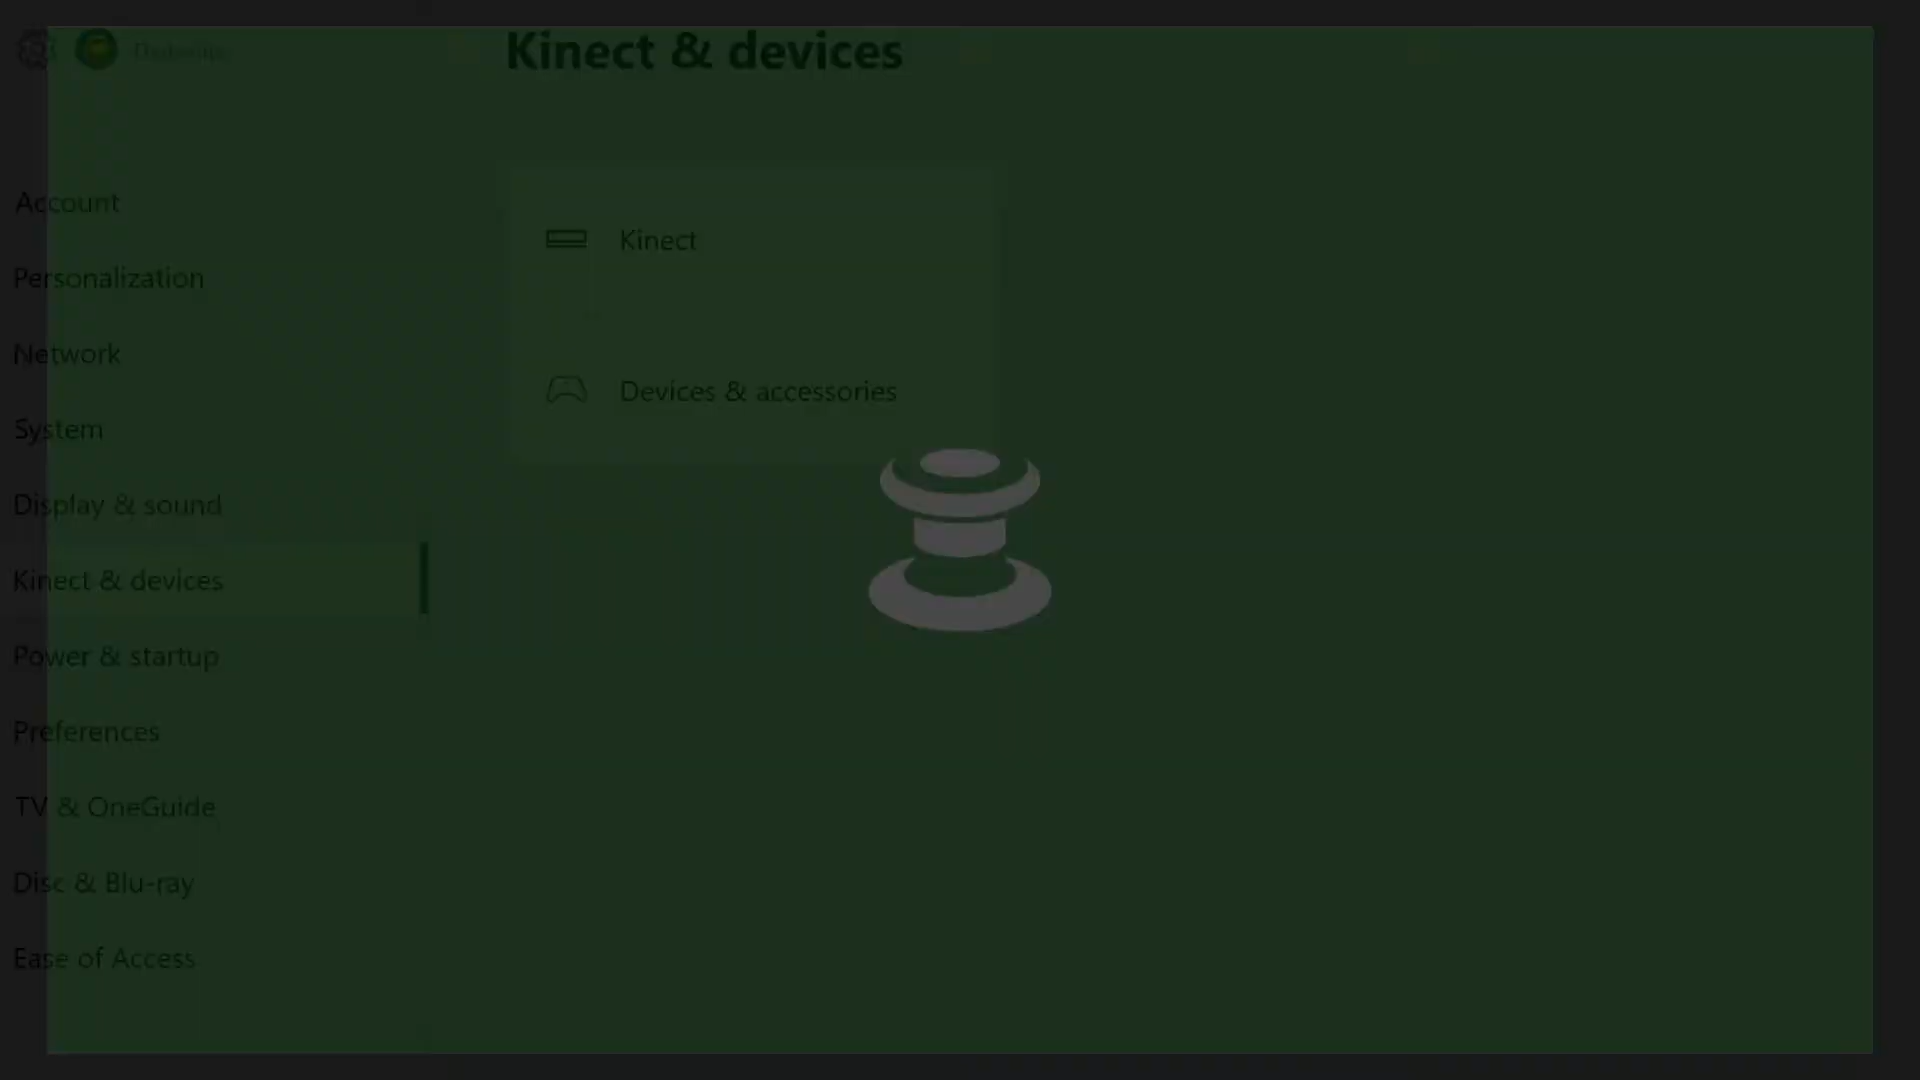 Kinect & devices
Account
Personalization
Network
System
Display & sound
Kinect & devices
Power & startup
Preferences
TV & OneGuide
Disc & Blu-ray
Ease of Access
Kinect
Devices & accessories